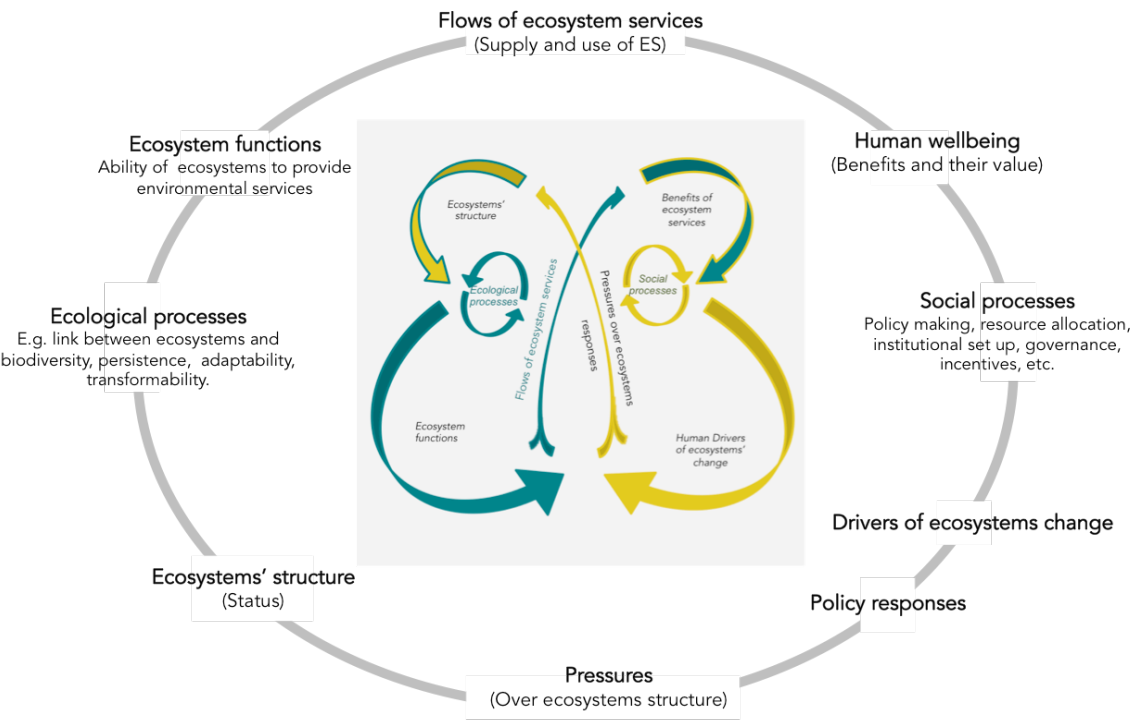 Flows of ecosystem services
(Supply and use of ES)
Ecosystem functions
Ability of ecosystems to provide
environmental services
Human wellbeing
(Benefits and their value)
Ecosystems'
structure
Benefits of
ecosystem
services
Ecological
processes
Social
processes
Flows of ecosystem services
Pressures over ecosystems
responses
Ecological processes
E.g. link between ecosystems and
biodiversity, persistence, adaptability,
transformability.
Social processes
Policy making, resource allocation,
institutional set up, governance,
incentives, etc.
Ecosystem
functions
Human Drivers
of ecosystems'
change
Drivers of ecosystems change
Ecosystems' structure
(Status)
Policy responses
Pressures
(Over ecosystems structure)